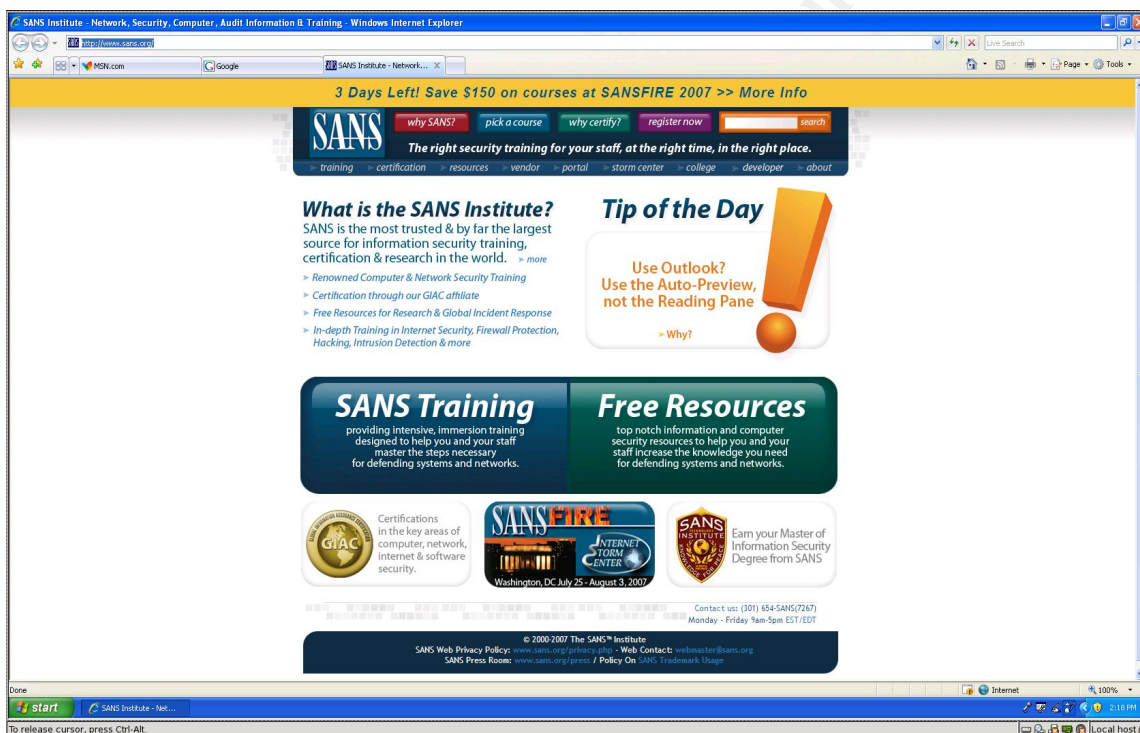 SANS Institute - Network, Security, Computer, Audit Information & Training - Windows Internet Explorer
http://www.sans.org/
Live Search
MSN.com
Google
SANS Institute - Network...
Page
Tools
3 Days Left! Save $150 on courses at SANSFIRE 2007 >> More Info
SANS
why SANS?
pick a course
why certify?
register now
search
The right security training for your staff, at the right time, in the right place.
training
certification
resources
vendor
portal
storm center
college
developer
about
What is the SANS Institute?
SANS is the most trusted & by far the largest
source for information security training,
certification & research in the world. more
Renowned Computer & Network Security Training
Certification through our GIAC affiliate
Free Resources for Research & Global Incident Response
In-depth Training in Internet Security, Firewall Protection,
Hacking, Intrusion Detection & more
Tip of the Day
Use Outlook?
Use the Auto-Preview,
not the Reading Pane
Why?
SANS Training
providing intensive, immersion training
designed to help you and your staff
master the steps necessary
for defending systems and networks.
Free Resources
top notch information and computer
security resources to help you and your
staff increase the knowledge you need
for defending systems and networks.
GIAC
Certifications
in the key areas of
computer, network,
internet & software
security.
SANSFIRE
INTERNET
STORM
CENTER
Washington, DC July 25 - August 3, 2007
SANS
INSTITUTE
Earn your Master of
Information Security
Degree from SANS
Contact us: (301) 654-SANS(7267)
Monday - Friday 9am-5pm EST/EDT
© 2000-2007 The SANS™ Institute
SANS Web Privacy Policy: www.sans.org/privacy.php - Web Contact: webmaster@sans.org
SANS Press Room: www.sans.org/press / Policy On SANS Trademark Usage
Done
Internet
100%
start
SANS Institute - Net...
2:18 PM
To release cursor, press Ctrl-Alt.
Local host